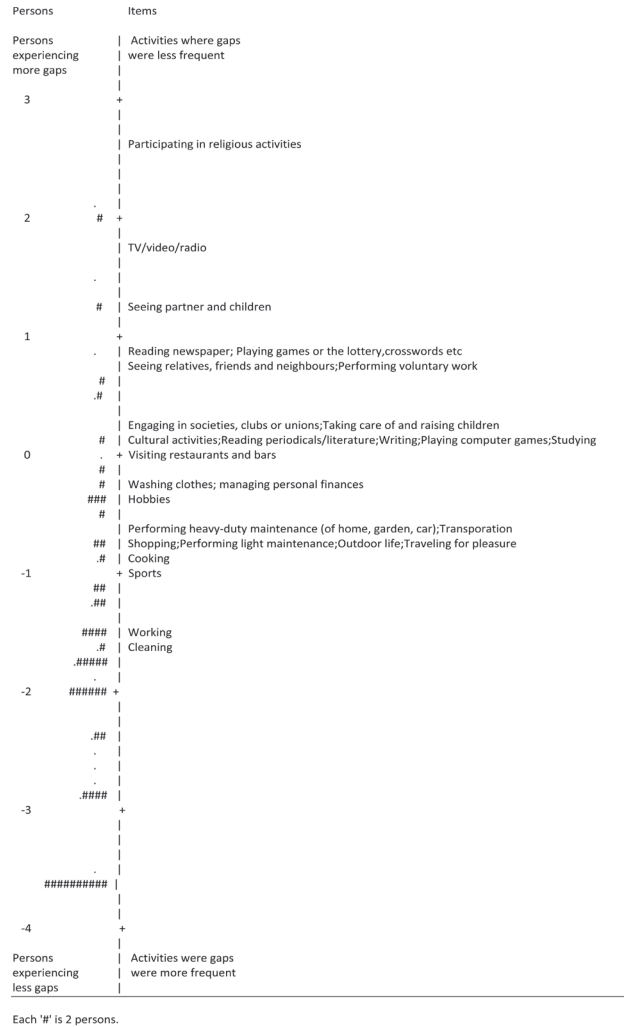 Persons Items
Persons | Activities where gaps
experiencing | were less frequent
more gaps |
|
3 +
|
|
| Participating in religious activities
|
|
|
. |
2 # +
|
| TV/video/radio
|
. |
|
# | Seeing partner and children
|
1 +
. | Reading newspaper; Playing games or the lottery,crosswords etc
| Seeing relatives, friends and neighbours;Performing voluntary work
# |
.# |
|
| Engaging in societies, clubs or unions;Taking care of and raising children
# | Cultural activities;Reading periodicals/literature;Writing;Playing computer games;Studying
0 . + Visiting restaurants and bars
# |
# | Washing clothes; managing personal finances
### | Hobbies
# |
| Performing heavy-duty maintenance (of home, garden, car);Transporation
## | Shopping;Performing light maintenance;Outdoor life;Traveling for pleasure
.# | Cooking
-1 + Sports
## |
.## |
|
#### | Working
.# | Cleaning
.##### |
. |
-2 ###### +
|
|
.## |
. |
. |
. |
.#### |
-3 +
|
|
|
. |
########## |
|
|
-4 +
|
Persons | Activities were gaps
experiencing | were more frequent
less gaps |
Each '#' is 2 persons.